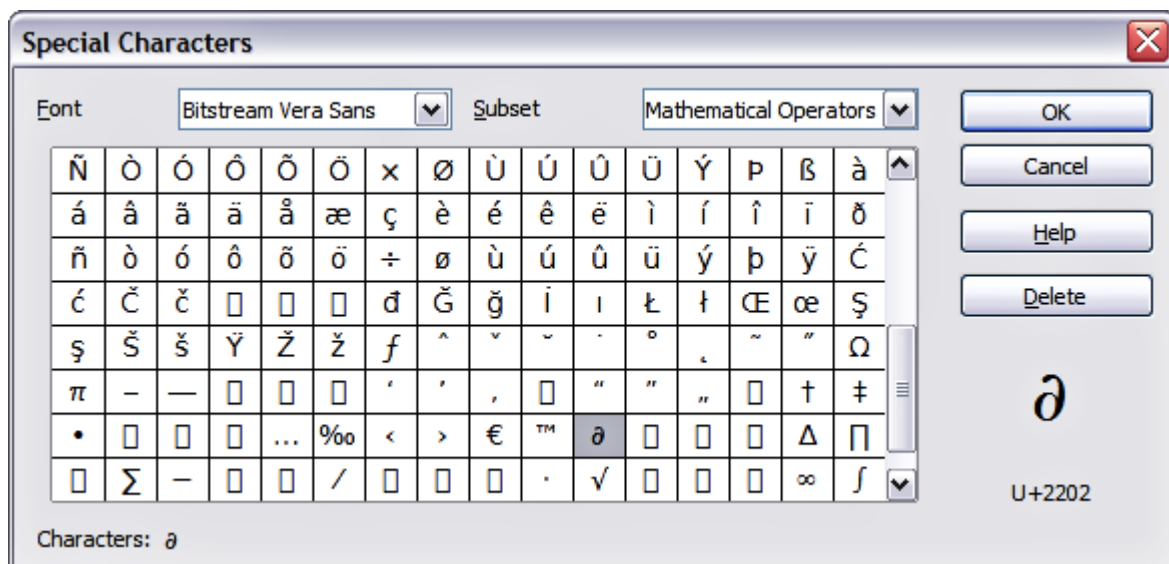 Special Characters
Font Bitstream Vera Sans Subset Mathematical Operators OK
Ñ Ò Ó Ô Õ Ö × Ø Ù Ú Û Ü Ý Þ ß à
Cancel
á â ã ä å æ ç è é ê ë ì í î ï ð
Help
ñ ò ó ô õ ö ÷ ø ù ú û ü ý þ ÿ Ć
ć Č č đ Ğ ğ İ ı Ł ł Œ œ Ş
Delete
ş Š š Ÿ Ž ž ƒ ˆ ˇ ˘ ˙ ˚ ˛ ˜ ˝ Ω
π – — ‘ ’ ‚ “ ” „ † ‡
∂
• … ‰ ‹ › € ™ ∂ ∆ ∏
∑ − ⁄ ∙ √ ∞ ∫
U+2202
Characters: ∂